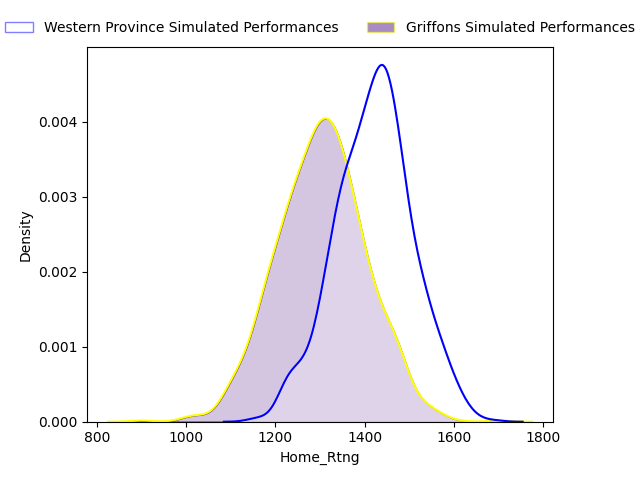 Western Province Simulated Performances
Griffons Simulated Performances
Density
0.004
0.003
0.002
0.001
0.000
800 1000 1200 1400 1600 1800
Home_Rtng